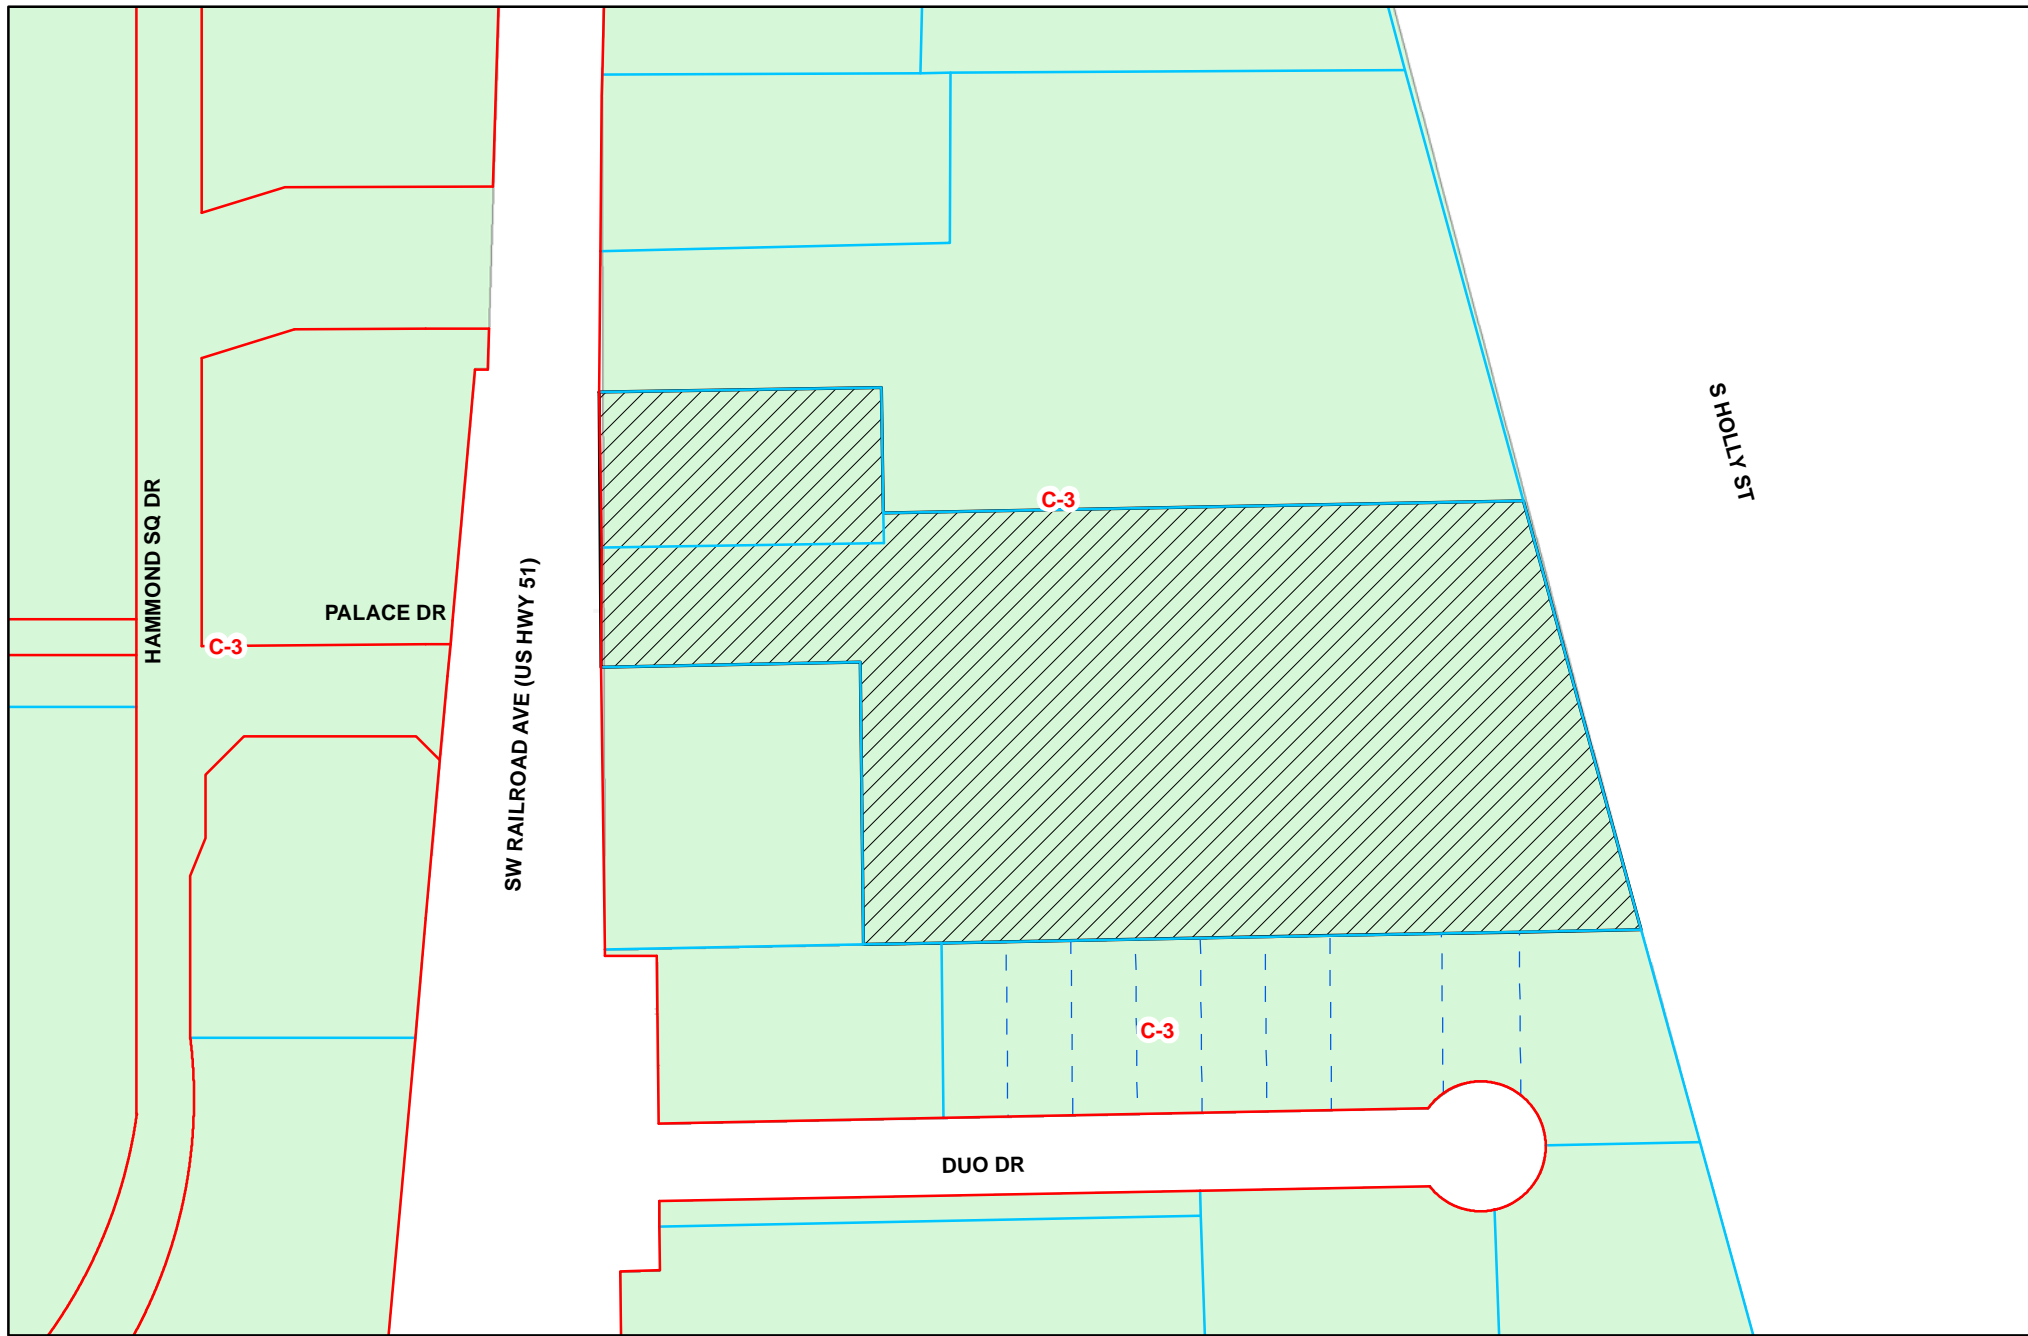 S HOLLY ST
C-3
HAMMOND SQ DR
PALACE DR
C-3
SW RAILROAD AVE (US HWY 51)
C-3
DUO DR